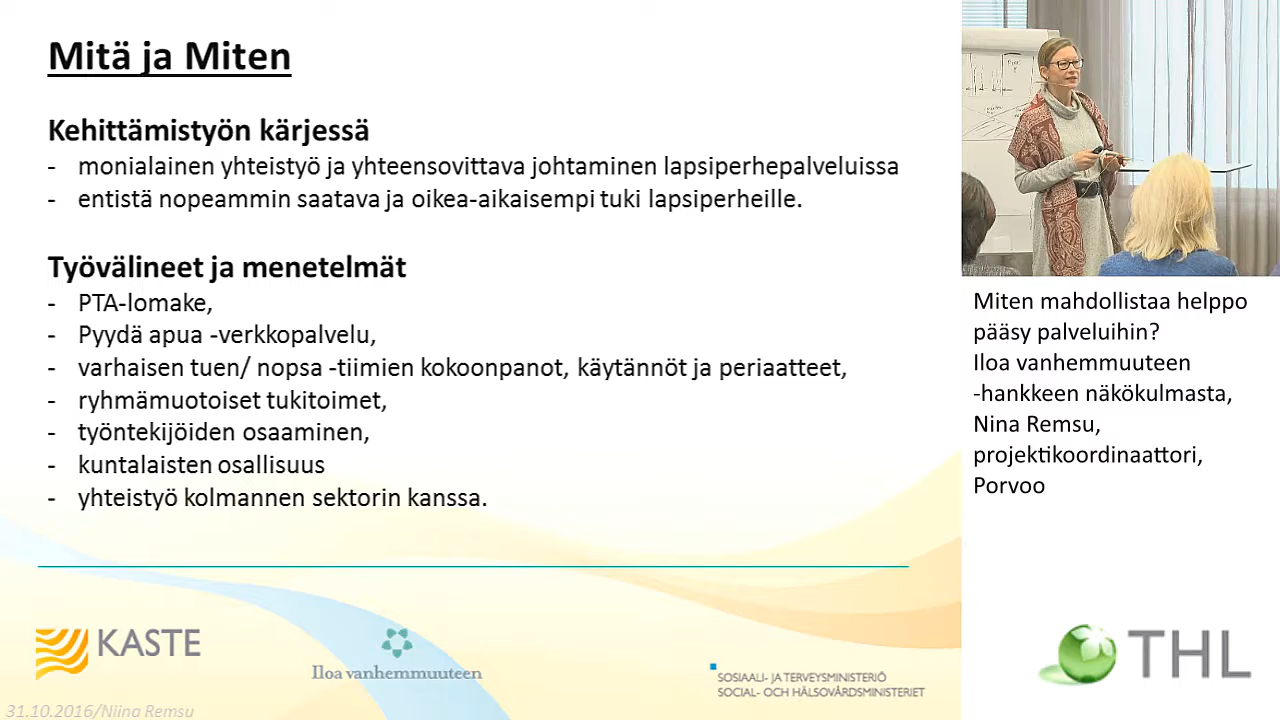 Mitä ja Miten
Kehittämistyön kärjessä
- monialainen yhteistyö ja yhteensovittava johtaminen lapsiperhepalveluissa
- entistä nopeammin saatava ja oikea-aikaisempi tuki lapsiperheille.
Työvälineet ja menetelmät
- PTA-lomake,
- Pyydä apua -verkkopalvelu,
- varhaisen tuen/ nopsa -tiimien kokoonpanot, käytännöt ja periaatteet,
- ryhmämuotoiset tukitoimet,
- työntekijöiden osaaminen,
- kuntalaisten osallisuus
- yhteistyö kolmannen sektorin kanssa.
KASTE
Iloa vanhemmuuteen
SOSIAALI- JA TERVEYSMINISTERIÖ
SOCIAL- OCH HÄLSOVÅRDSMINISTERIET
31.10.2016/Niina Remsu
Miten mahdollistaa helppo
pääsy palveluihin?
Iloa vanhemmuuteen
-hankkeen näkökulmasta,
Nina Remsu,
projektikoordinaattori,
Porvoo
THL